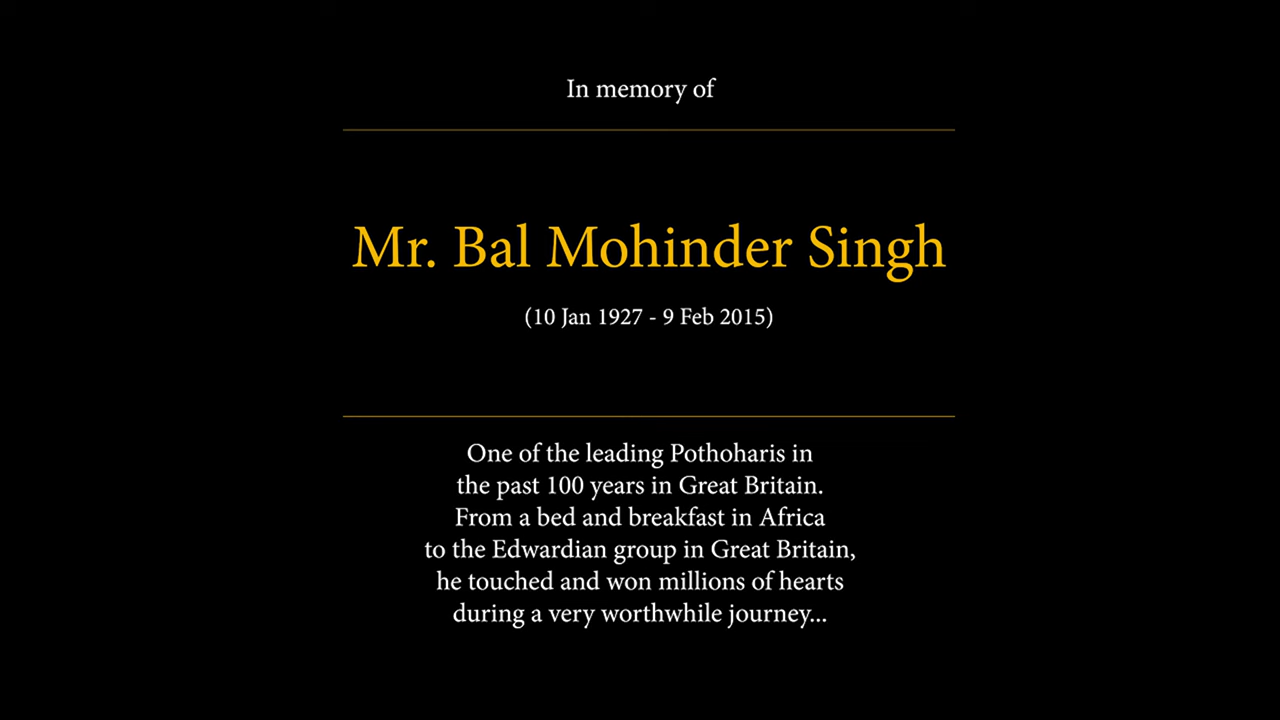 In memory of
Mr. Bal Mohinder Singh
(10 Jan 1927 - 9 Feb 2015)
One of the leading Pothoharis in
the past 100 years in Great Britain.
From a bed and breakfast in Africa
to the Edwardian group in Great Britain,
he touched and won millions of hearts
during a very worthwhile journey...